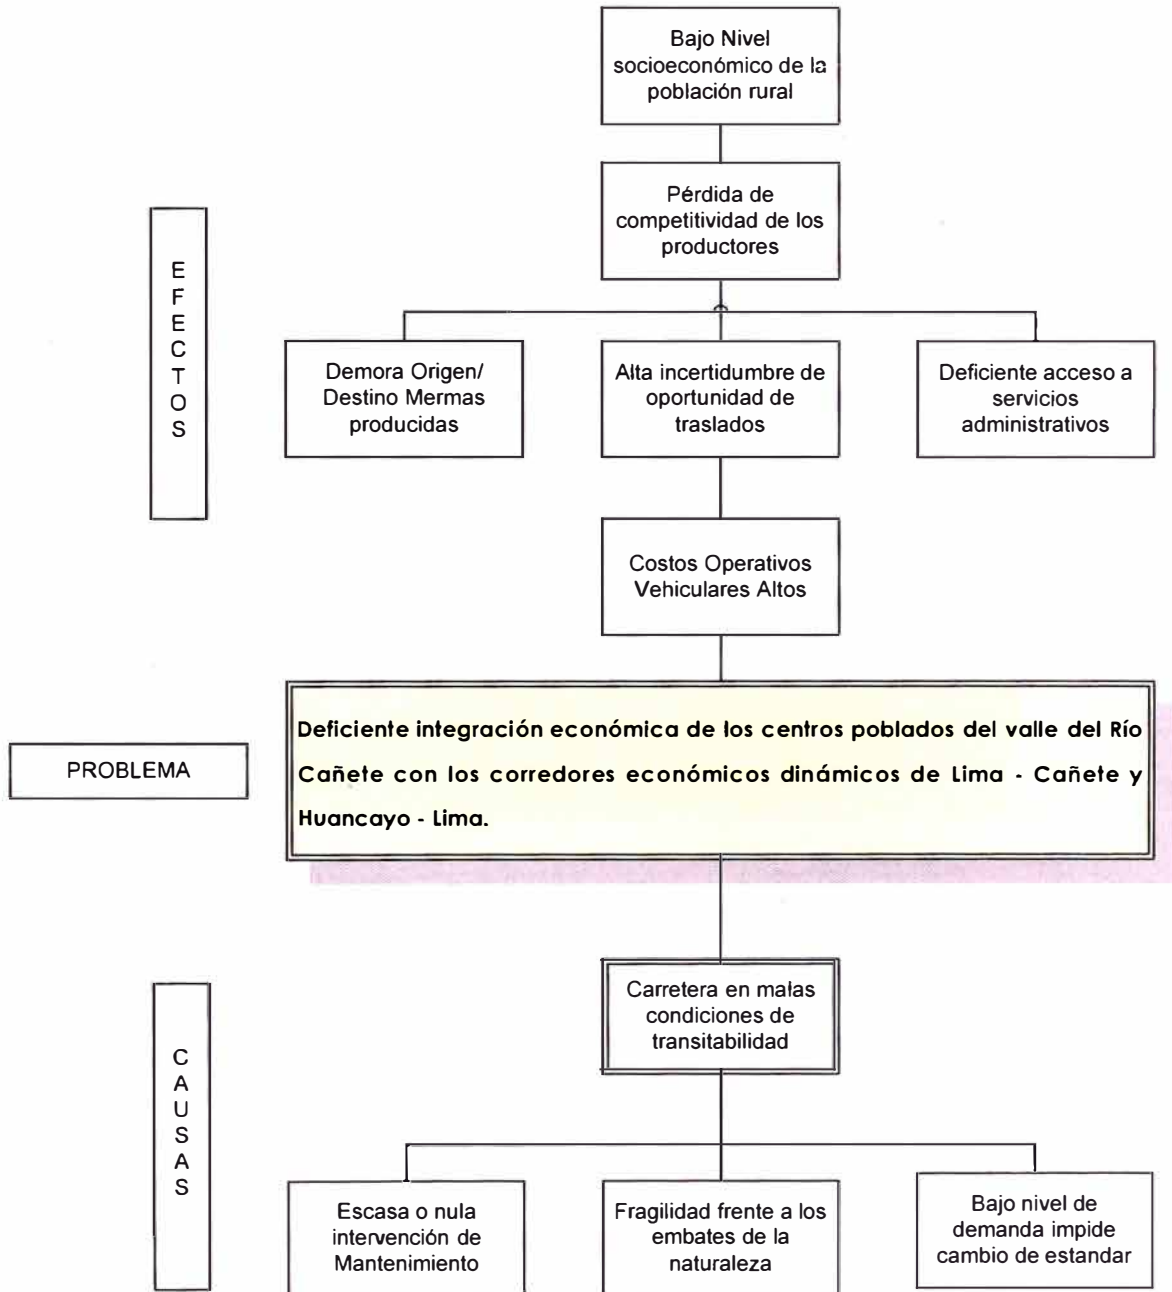 Bajo Nivel
socioeconómico de la
población rural
Pérdida de
competitividad de los
productores
E
F
E
C
T
O
S
Demora Origen/
Destino Mermas
producidas
Alta incertidumbre de
oportunidad de
traslados
Deficiente acceso a
servicios
administrativos
Costos Operativos
Vehiculares Altos
PROBLEMA
Deficiente integración económica de los centros poblados del valle del Río
Cañete con los corredores económicos dinámicos de Lima - Cañete y
Huancayo - Lima.
Carretera en malas
condiciones de
transitabilidad
C
A
U
S
A
S
Escasa o nula
intervención de
Mantenimiento
Fragilidad frente a los
embates de la
naturaleza
Bajo nivel de
demanda impide
cambio de estandar